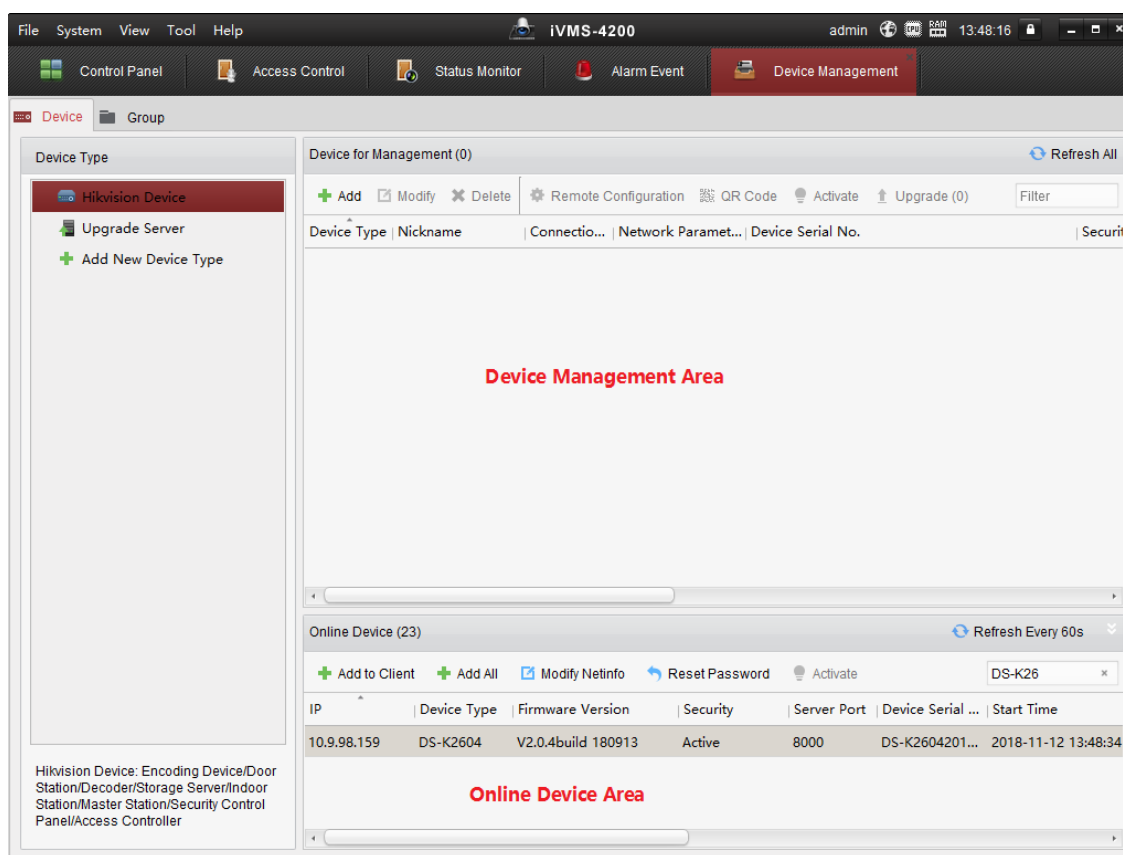 File System View Tool Help iVMS-4200 admin CPU RAM 13:48:16
Control Panel Access Control Status Monitor Alarm Event Device Management
Device Group
Device Type
Hikvision Device
Upgrade Server
Add New Device Type
Hikvision Device: Encoding Device/Door
Station/Decoder/Storage Server/Indoor
Station/Master Station/Security Control
Panel/Access Controller
Device for Management (0) Refresh All
Add Modify Delete Remote Configuration QR Code Activate Upgrade (0) Filter
Device Type Nickname Connectio... Network Paramet... Device Serial No. Securit
Device Management Area
Online Device (23) Refresh Every 60s
Add to Client Add All Modify Netinfo Reset Password Activate DS-K26
IP Device Type Firmware Version Security Server Port Device Serial ... Start Time
10.9.98.159 DS-K2604 V2.0.4build 180913 Active 8000 DS-K2604201... 2018-11-12 13:48:34
Online Device Area